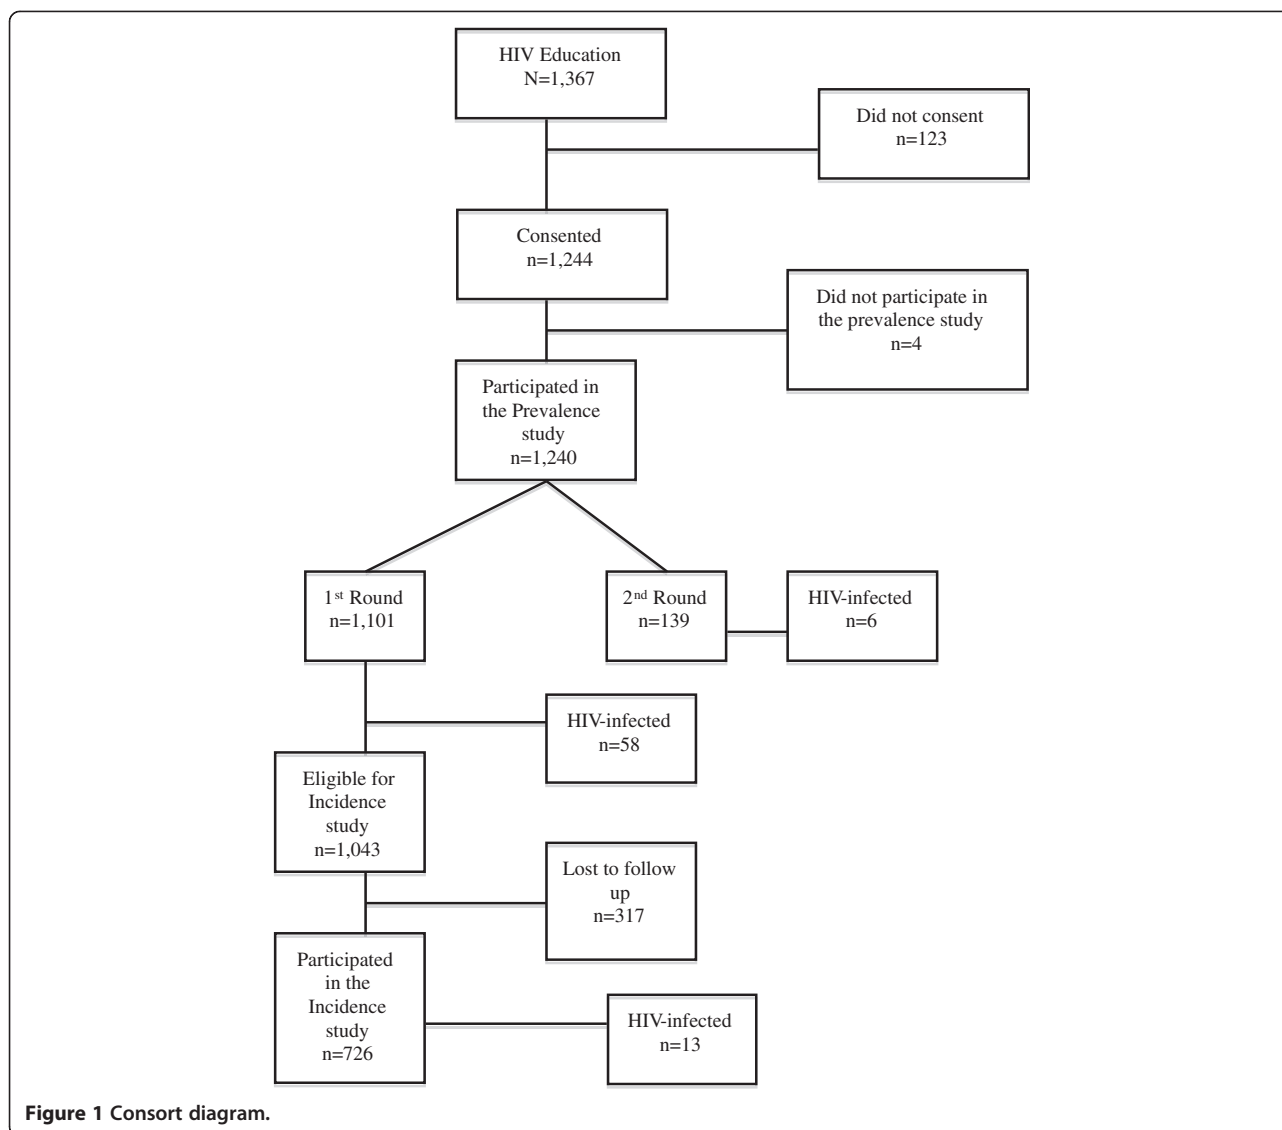 HIV Education
N=1,367
Did not consent
n=123
Consented
n=1,244
Did not participate in
the prevalence study
n=4
Participated in
the Prevalence
study
n=1,240
1st Round
n=1,101
2nd Round
n=139
HIV-infected
n=6
HIV-infected
n=58
Eligible for
Incidence
study
n=1,043
Lost to follow
up
n=317
Participated
in the
Incidence
study
n=726
HIV-infected
n=13
Figure 1 Consort diagram.